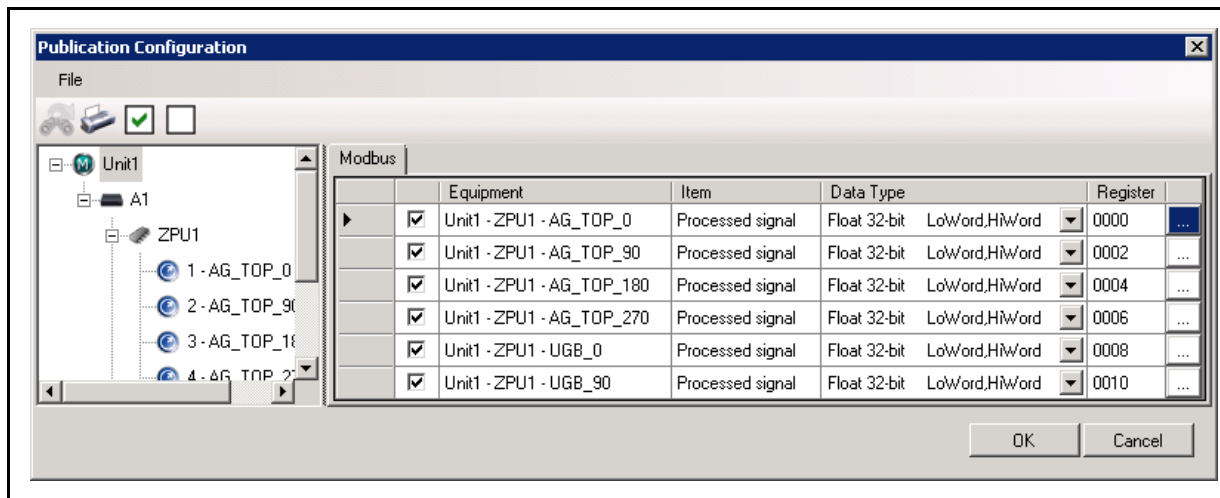 Publication Configuration
File
Unit1
A1
ZPU1
1 - AG_TOP_0
2 - AG_TOP_90
3 - AG_TOP_18
4 - AG_TOP_27
Modbus
Equipment Item Data Type Register
Unit1 - ZPU1 - AG_TOP_0 Processed signal Float 32-bit LoWord,HiWord 0000 ...
Unit1 - ZPU1 - AG_TOP_90 Processed signal Float 32-bit LoWord,HiWord 0002 ...
Unit1 - ZPU1 - AG_TOP_180 Processed signal Float 32-bit LoWord,HiWord 0004 ...
Unit1 - ZPU1 - AG_TOP_270 Processed signal Float 32-bit LoWord,HiWord 0006 ...
Unit1 - ZPU1 - UGB_0 Processed signal Float 32-bit LoWord,HiWord 0008 ...
Unit1 - ZPU1 - UGB_90 Processed signal Float 32-bit LoWord,HiWord 0010 ...
OK Cancel